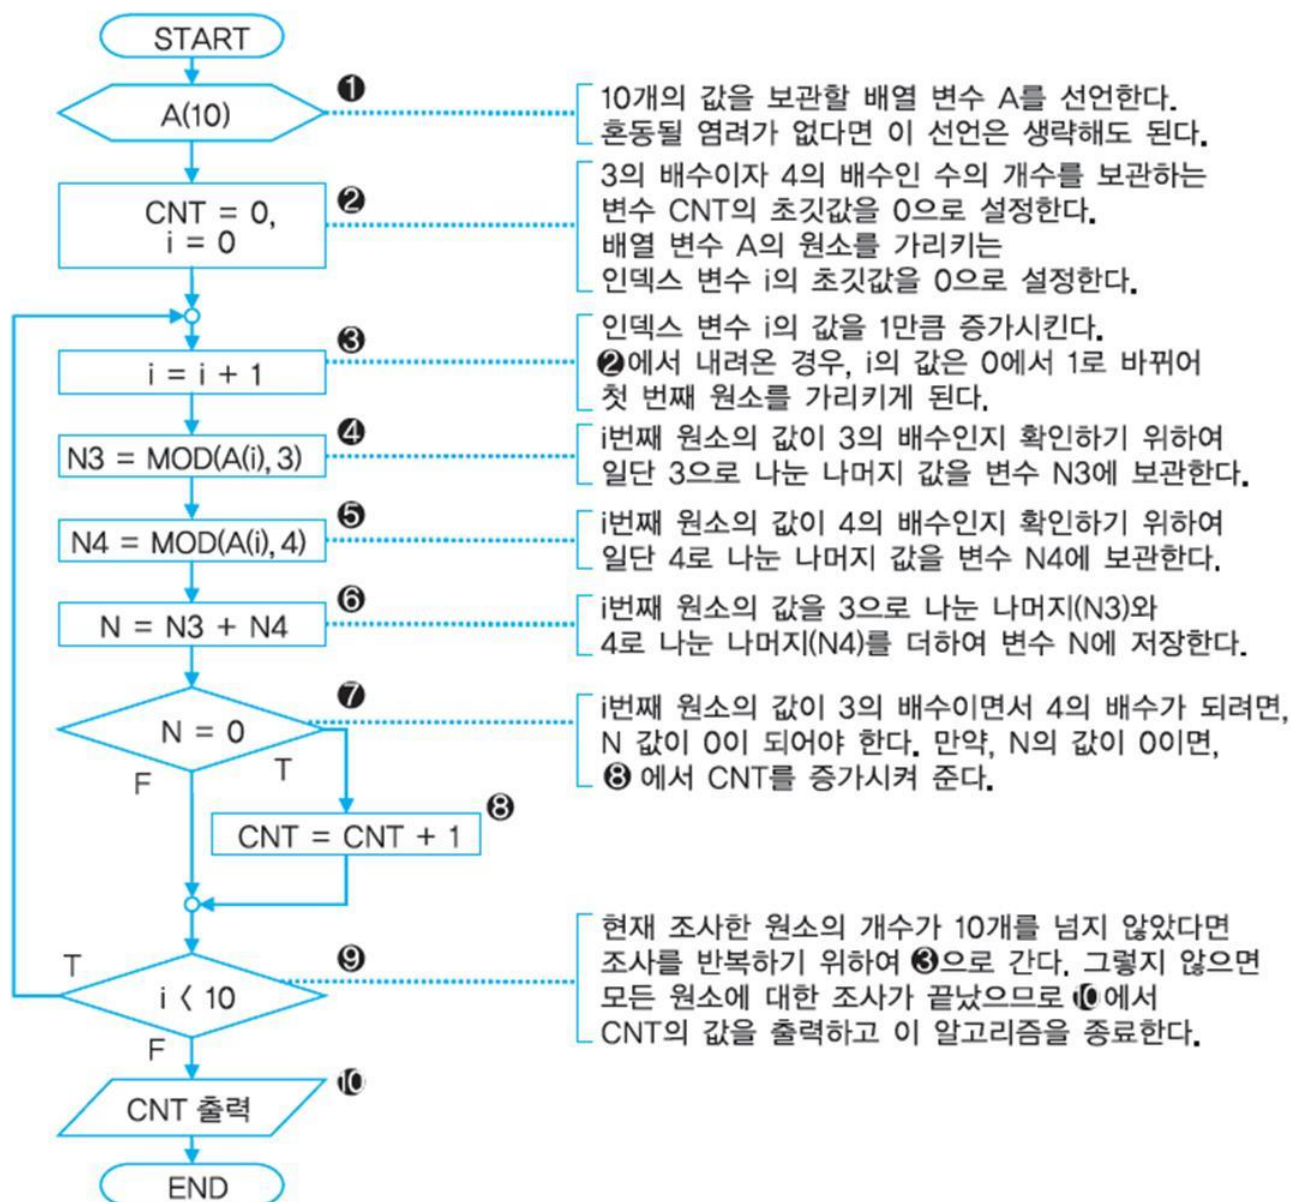 START
A(10)
❶
10개의 값을 보관할 배열 변수 A를 선언한다.
혼동될 염려가 없다면 이 선언은 생략해도 된다.
CNT = 0,
i = 0
❷
3의 배수이자 4의 배수인 수의 개수를 보관하는
변수 CNT의 초깃값을 0으로 설정한다.
배열 변수 A의 원소를 가리키는
인덱스 변수 i의 초깃값을 0으로 설정한다.
i = i + 1
❸
인덱스 변수 i의 값을 1만큼 증가시킨다.
❷에서 내려온 경우, i의 값은 0에서 1로 바뀌어
첫 번째 원소를 가리키게 된다.
N3 = MOD(A(i), 3)
❹
i번째 원소의 값이 3의 배수인지 확인하기 위하여
일단 3으로 나눈 나머지 값을 변수 N3에 보관한다.
N4 = MOD(A(i), 4)
❺
i번째 원소의 값이 4의 배수인지 확인하기 위하여
일단 4로 나눈 나머지 값을 변수 N4에 보관한다.
N = N3 + N4
❻
i번째 원소의 값을 3으로 나눈 나머지(N3)와
4로 나눈 나머지(N4)를 더하여 변수 N에 저장한다.
N = 0
❼
F
T
i번째 원소의 값이 3의 배수이면서 4의 배수가 되려면,
N 값이 0이 되어야 한다. 만약, N의 값이 0이면,
❽ 에서 CNT를 증가시켜 준다.
CNT = CNT + 1
❽
T
i < 10
❾
F
현재 조사한 원소의 개수가 10개를 넘지 않았다면
조사를 반복하기 위하여 ❸으로 간다. 그렇지 않으면
모든 원소에 대한 조사가 끝났으므로 ❿에서
CNT의 값을 출력하고 이 알고리즘을 종료한다.
CNT 출력
❿
END